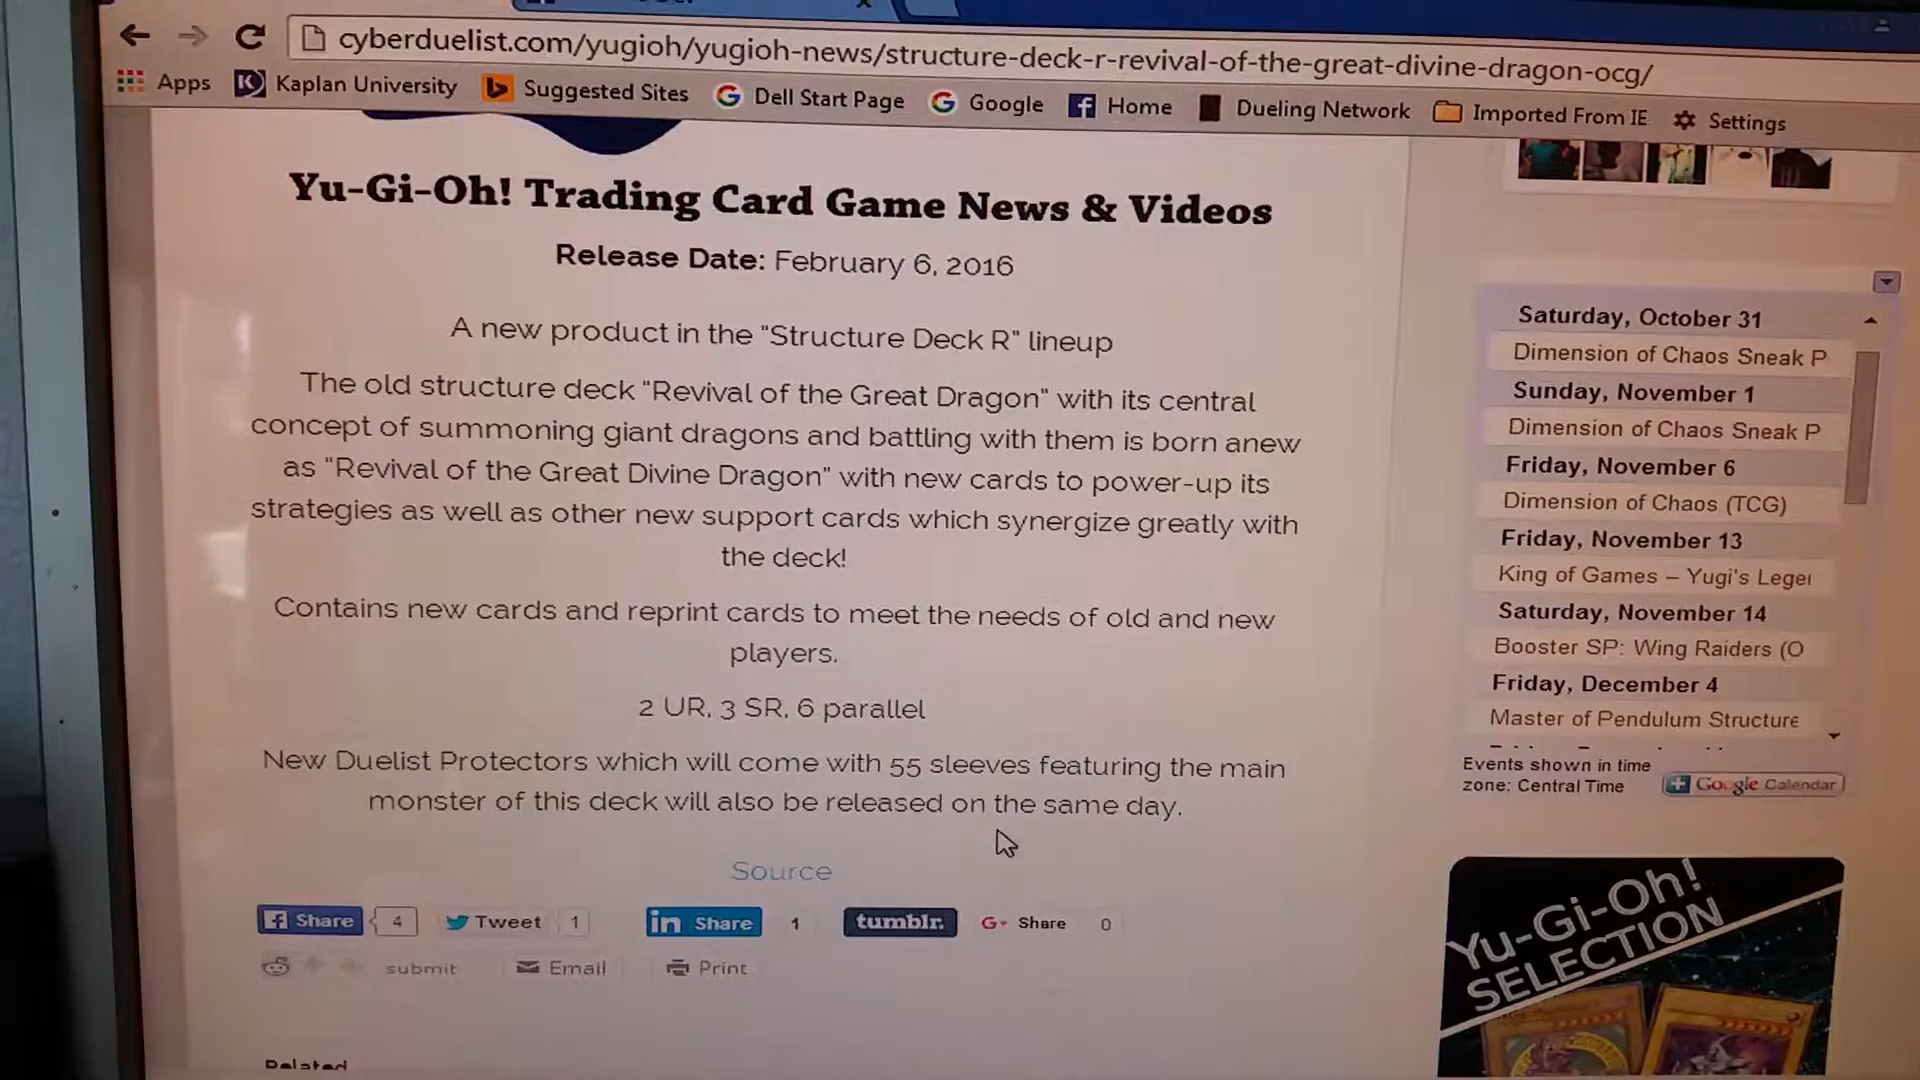 cyberduelist.com/yugioh/yugioh-news/structure-deck-r-revival-of-the-great-divine-dragon-ocg/
Apps Kaplan University Suggested Sites Dell Start Page Google Home Dueling Network Imported From IE Settings
Yu-Gi-Oh! Trading Card Game News & Videos
Release Date: February 6, 2016
A new product in the "Structure Deck R" lineup
The old structure deck "Revival of the Great Dragon" with its central
concept of summoning giant dragons and battling with them is born anew
as "Revival of the Great Divine Dragon" with new cards to power-up its
strategies as well as other new support cards which synergize greatly with
the deck!
Contains new cards and reprint cards to meet the needs of old and new
players.
2 UR, 3 SR, 6 parallel
New Duelist Protectors which will come with 55 sleeves featuring the main
monster of this deck will also be released on the same day.
Source
Share 4 Tweet 1 in Share 1 tumblr. G+ Share 0
submit Email Print
Related
Saturday, October 31
Dimension of Chaos Sneak P
Sunday, November 1
Dimension of Chaos Sneak P
Friday, November 6
Dimension of Chaos (TCG)
Friday, November 13
King of Games – Yugi's Leger
Saturday, November 14
Booster SP: Wing Raiders (O
Friday, December 4
Master of Pendulum Structure
Events shown in time
zone: Central Time
Google Calendar
Yu-Gi-Oh!
SELECTION